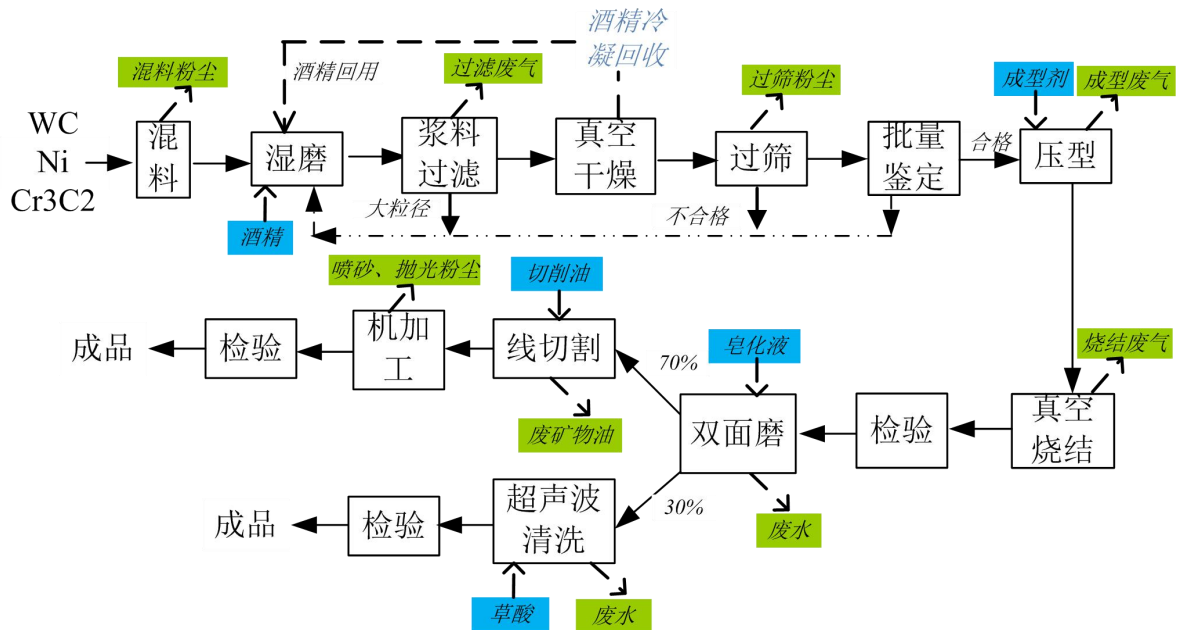 酒精冷
凝回收
混料粉尘
酒精回用
过滤废气
过筛粉尘
成型剂
成型废气
WC
Ni
Cr3C2
混
料
湿磨
浆料
过滤
真空
干燥
过筛
批量
鉴定
合格
压型
酒精
大粒径
不合格
喷砂、抛光粉尘
切削油
成品
检验
机加
工
线切割
70%
皂化液
烧结废气
废矿物油
双面磨
检验
真空
烧结
成品
检验
超声波
清洗
30%
废水
草酸
废水